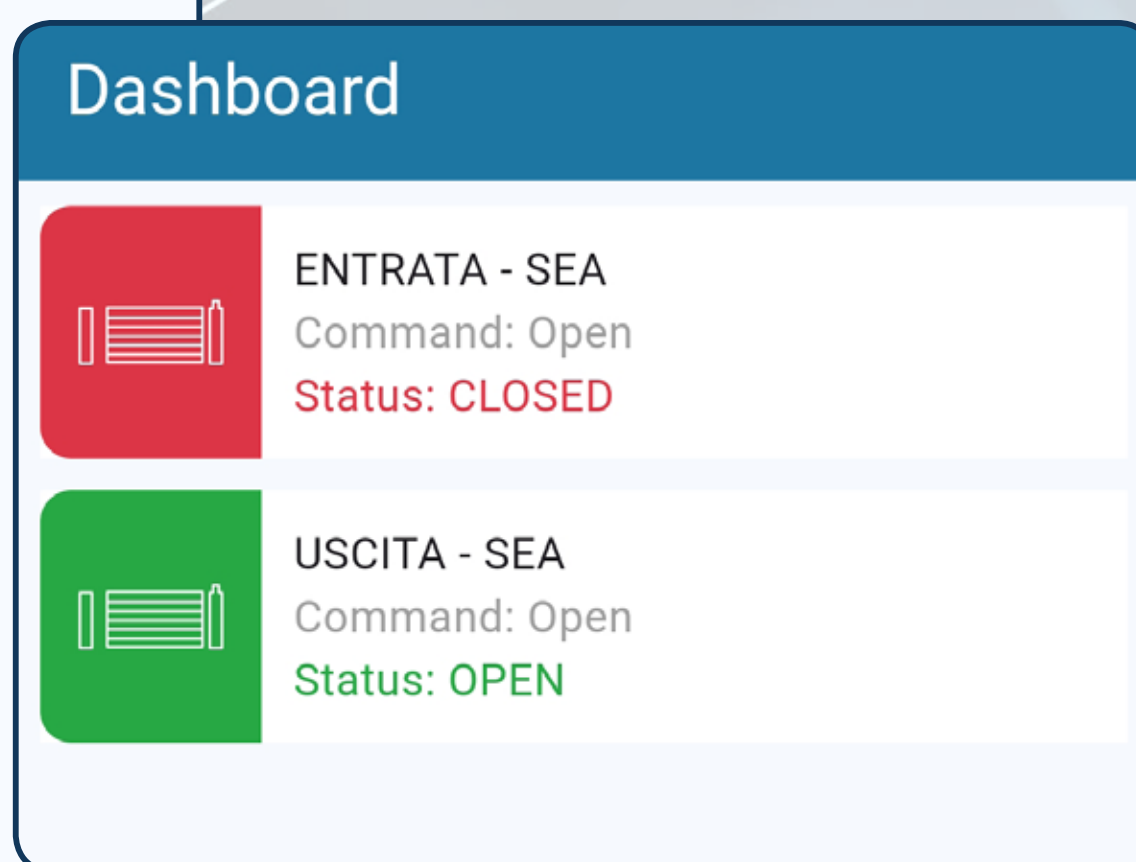 Dashboard
ENTRATA - SEA
Command: Open
Status: CLOSED
USCITA - SEA
Command: Open
Status: OPEN